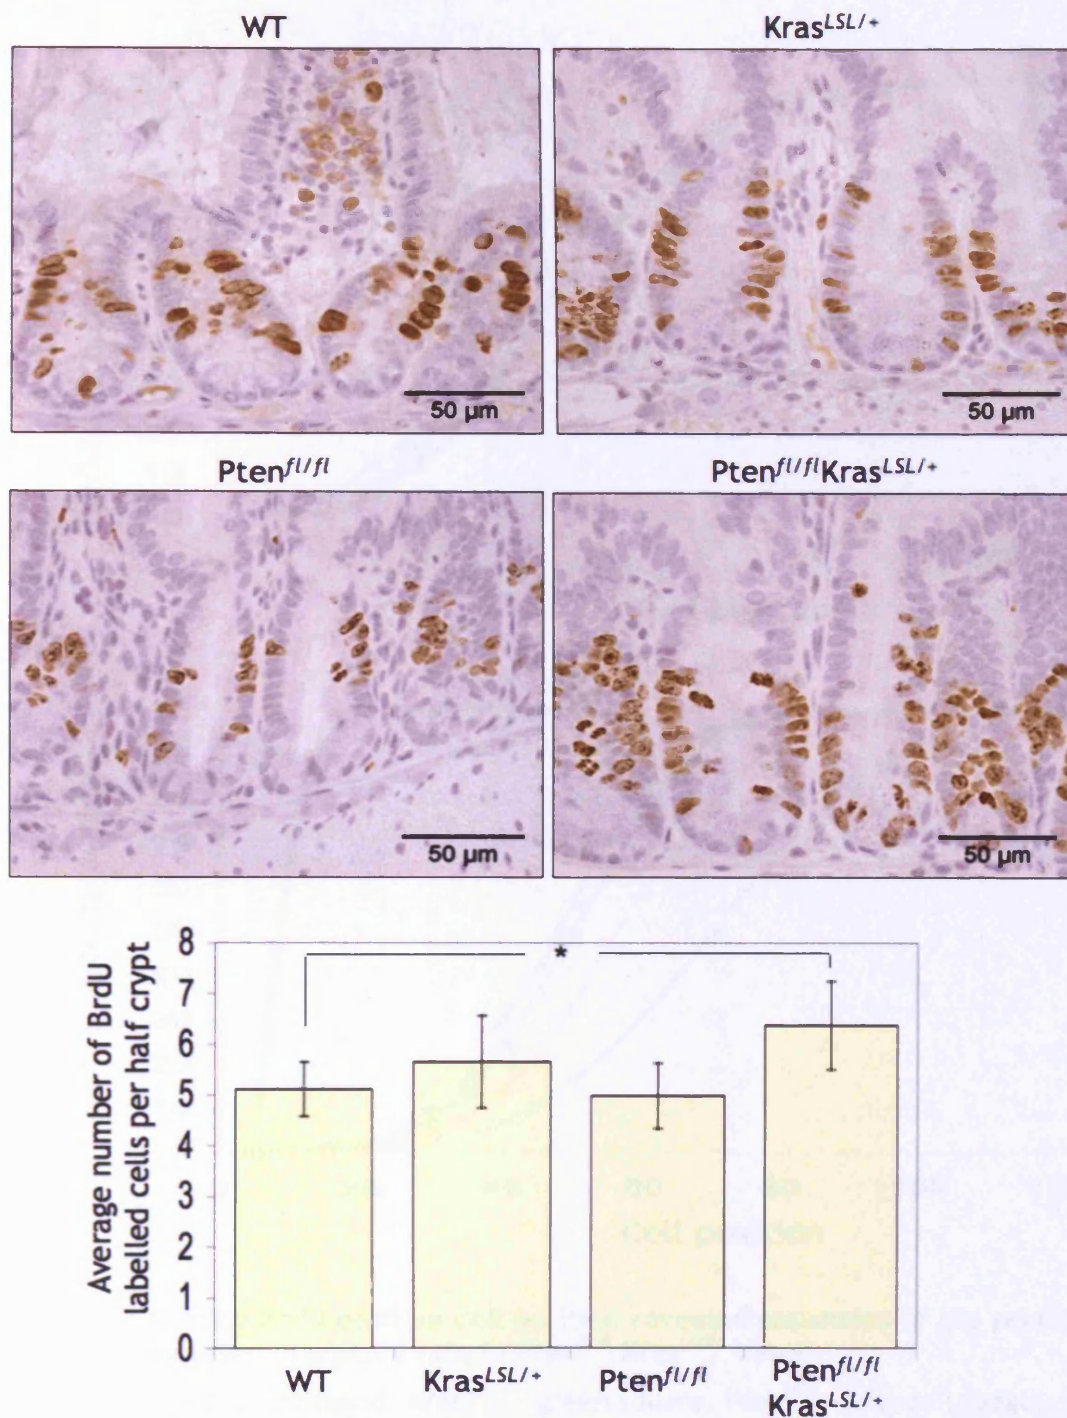 WT
Kras LSL/+
50 µm
50 µm
Pten fl/fl
Pten fl/fl Kras LSL/+
50 µm
50 µm
Average number of BrdU
labelled cells per half crypt
8
7
6
5
4
3
2
1
0
*
WT
Kras LSL/+
Pten fl/fl
Pten fl/fl
Kras LSL/+
Cell position